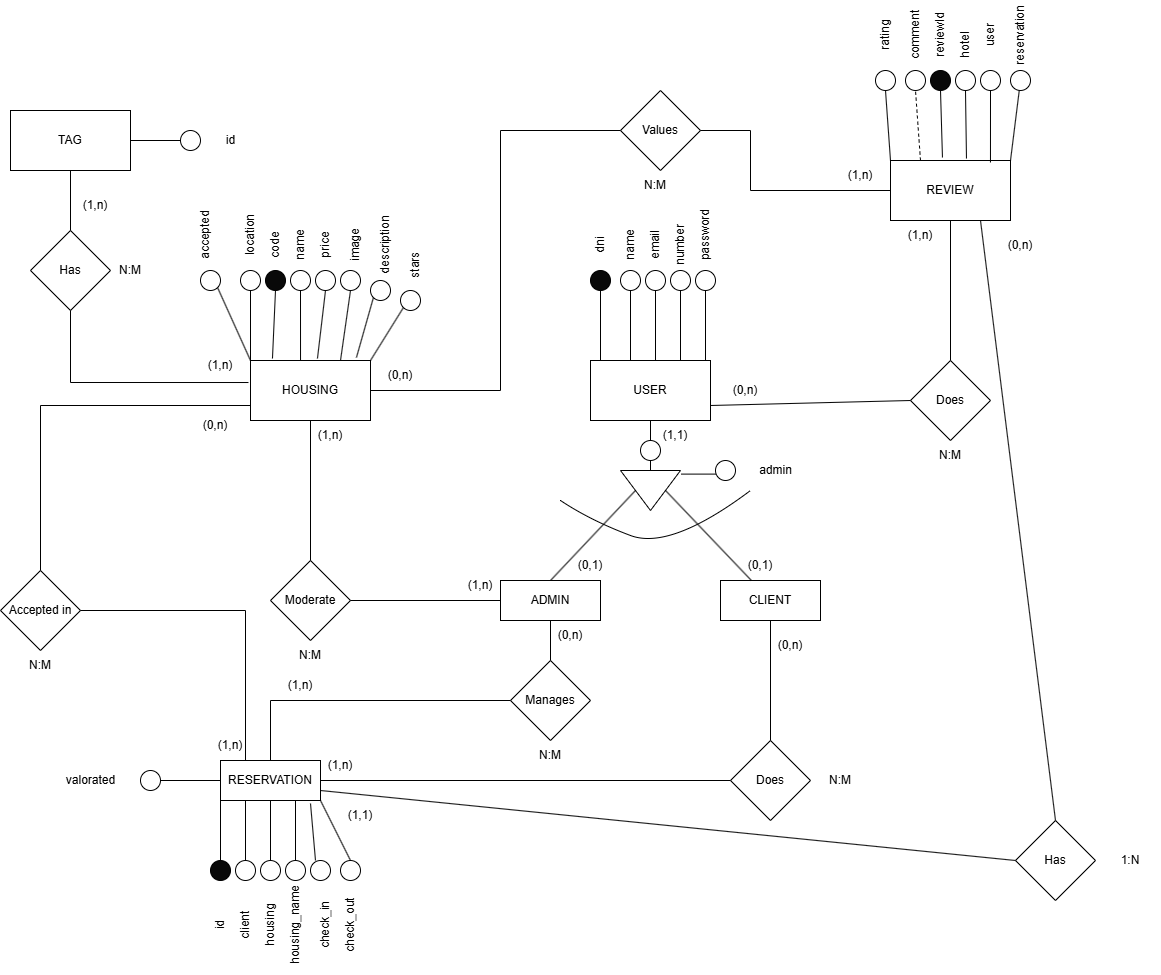 rating
comment
reviewId
hotel
user
reservation
TAG
id
Values
N:M
(1,n)
REVIEW
(1,n)
(1,n)
(0,n)
Has
N:M
accepted
location
code
name
price
image
description
stars
dni
name
email
number
password
(1,n)
HOUSING
(0,n)
USER
(0,n)
Does
N:M
(0,n)
(1,n)
(1,1)
admin
(0,1)
(0,1)
Accepted in
N:M
Moderate
N:M
(1,n)
ADMIN
CLIENT
(0,n)
(0,n)
(1,n)
Manages
N:M
(1,n)
(1,n)
valorated
RESERVATION
Does
N:M
(1,1)
Has
1:N
id
client
housing
housing_name
check_in
check_out